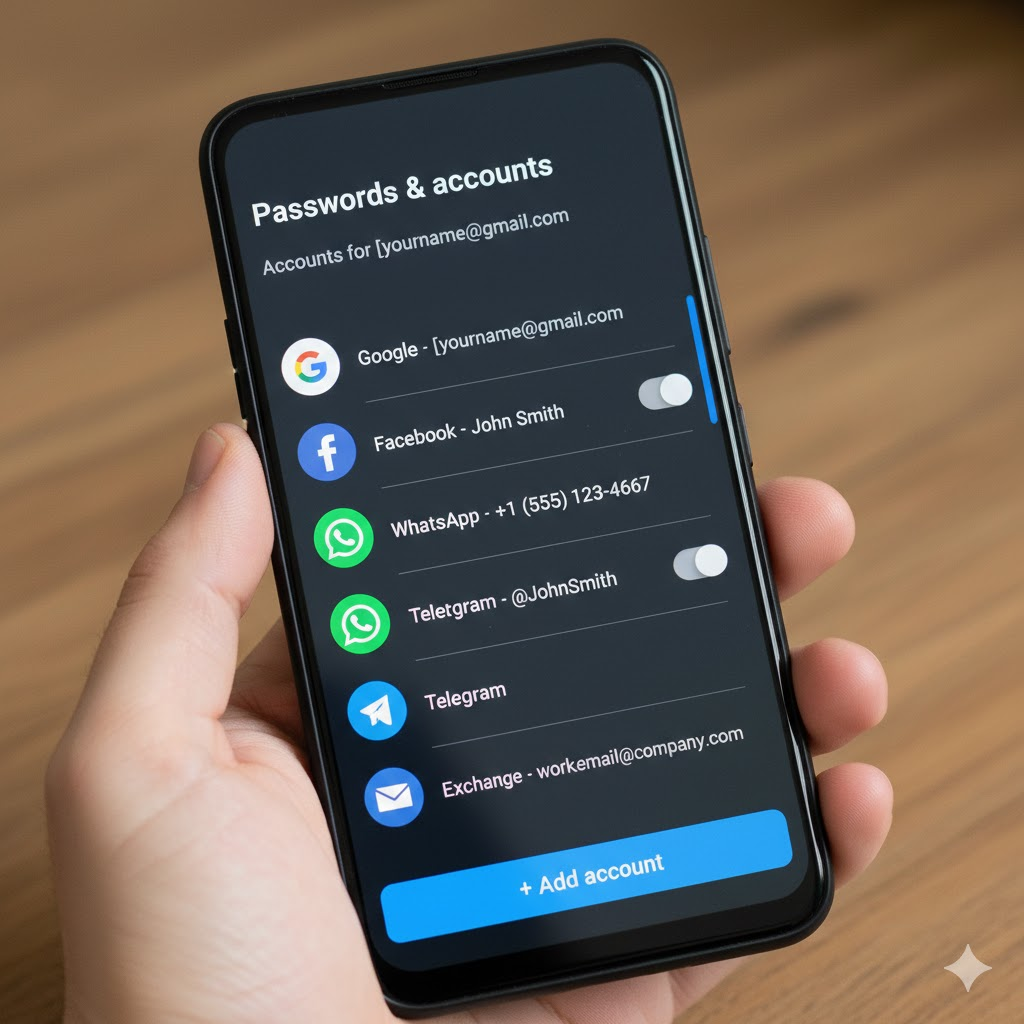 Passwords & accounts
Accounts for [yourname@gmail.com
Google - [yourname@gmail.com
Facebook - John Smith
WhatsApp - +1 (555) 123-4667
Teletgram - @JohnSmith
Telegram
Exchange - workemail@company.com
+ Add account